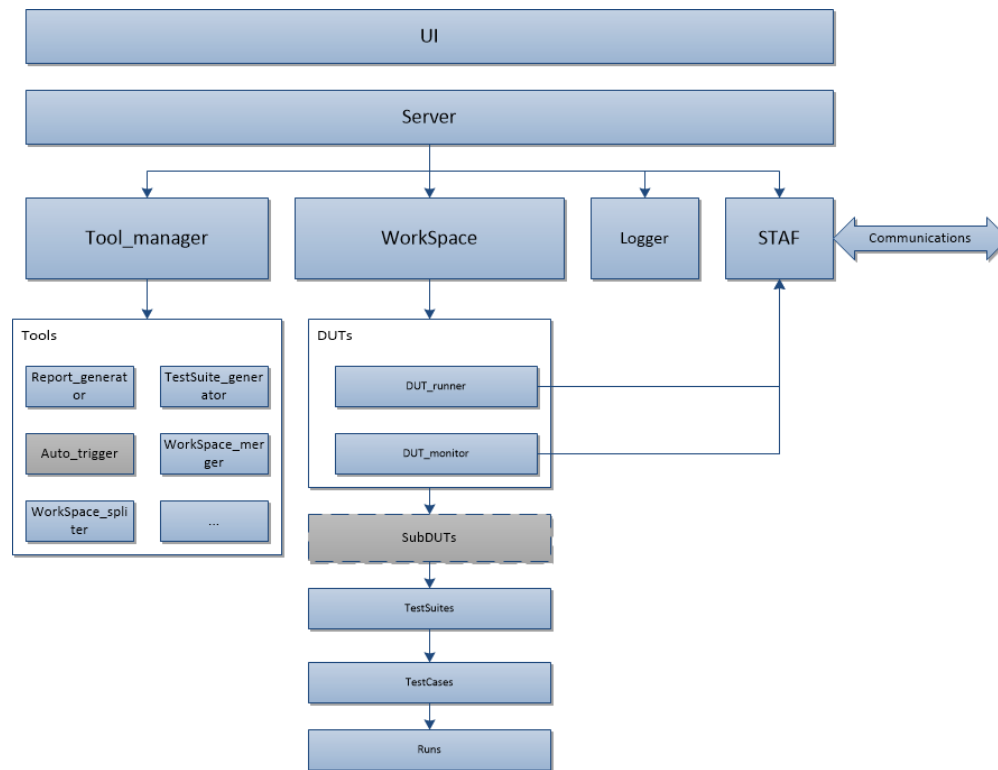 UI
Server
Tool_manager
WorkSpace
Logger
STAF
Communications
Tools
Report_generat
or
TestSuite_gener
ator
Auto_trigger
WorkSpace_mer
ger
WorkSpace_spli
ter
...
DUTs
DUT_runner
DUT_monitor
SubDUTs
TestSuites
TestCases
Runs